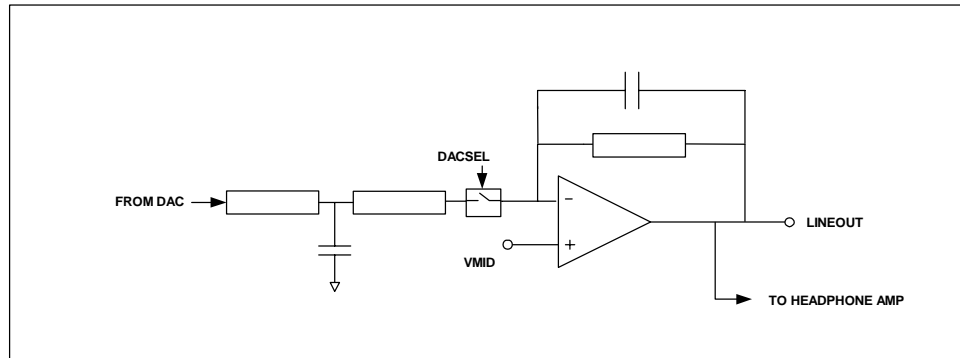 DACSEL
FROM DAC
VMID
LINEOUT
TO HEADPHONE AMP